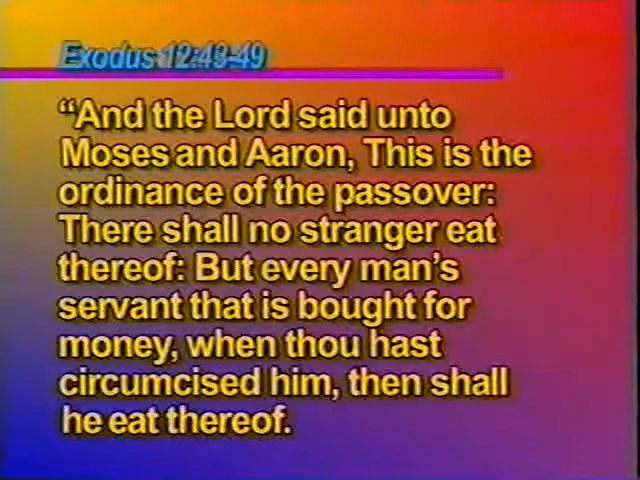 Exodus 12:43-49
“And the Lord said unto
Moses and Aaron, This is the
ordinance of the passover:
There shall no stranger eat
thereof: But every man’s
servant that is bought for
money, when thou hast
circumcised him, then shall
he eat thereof.